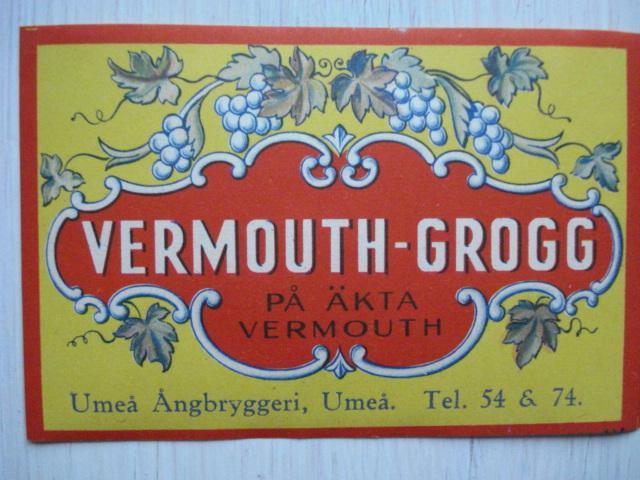 VERMOUTH-GROGG
PÅ ÄKTA
VERMOUTH
Umeå Ångbryggeri, Umeå. Tel. 54 & 74.